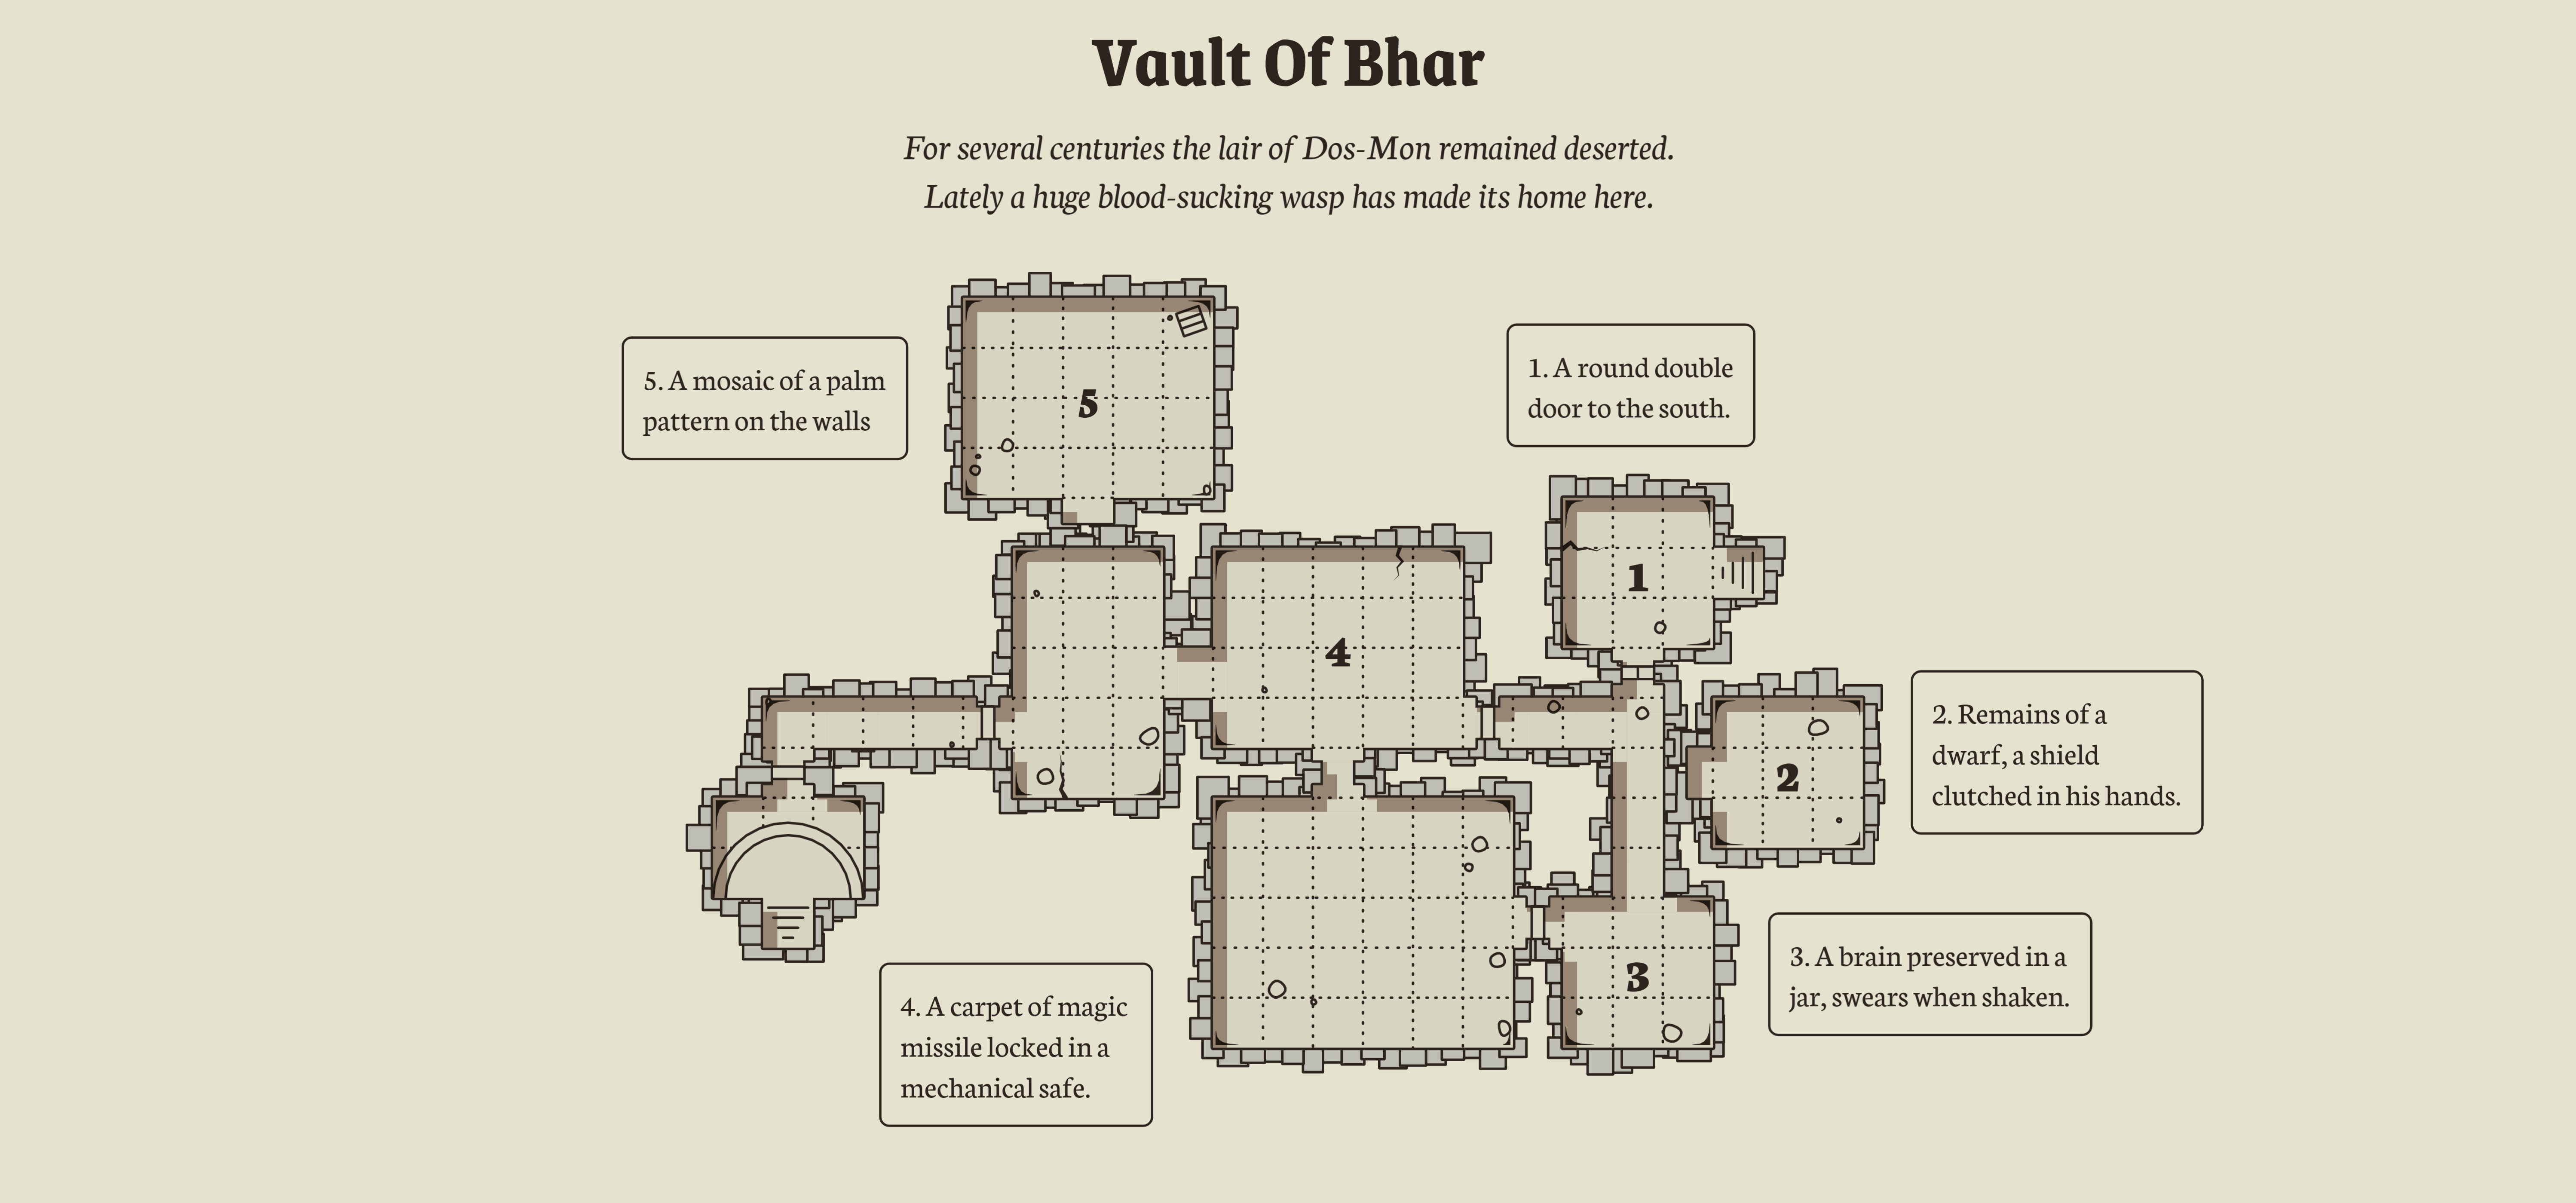 Vault Of Bhar
For several centuries the lair of Dos-Mon remained deserted.
Lately a huge blood-sucking wasp has made its home here.
5. A mosaic of a palm
pattern on the walls
1. A round double
door to the south.
5
1
4
2. Remains of a
dwarf, a shield
clutched in his hands.
2
3
3. A brain preserved in a
jar, swears when shaken.
4. A carpet of magic
missile locked in a
mechanical safe.